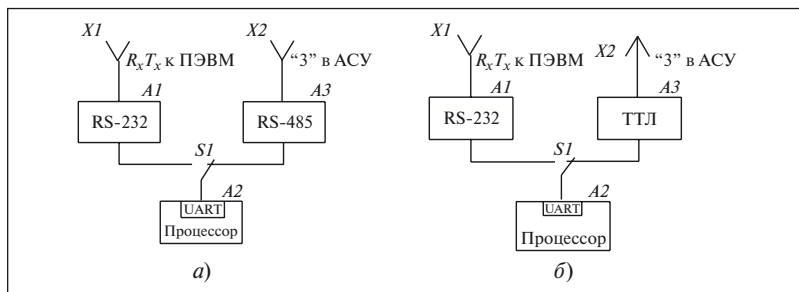 X1
RxTx к ПЭВМ
A1
RS-232
X2
“3” в АСУ
A3
RS-485
S1
A2
UART
Процессор
а)
X1
RxTx к ПЭВМ
A1
RS-232
X2
“3” в АСУ
A3
ТТЛ
S1
A2
UART
Процессор
б)